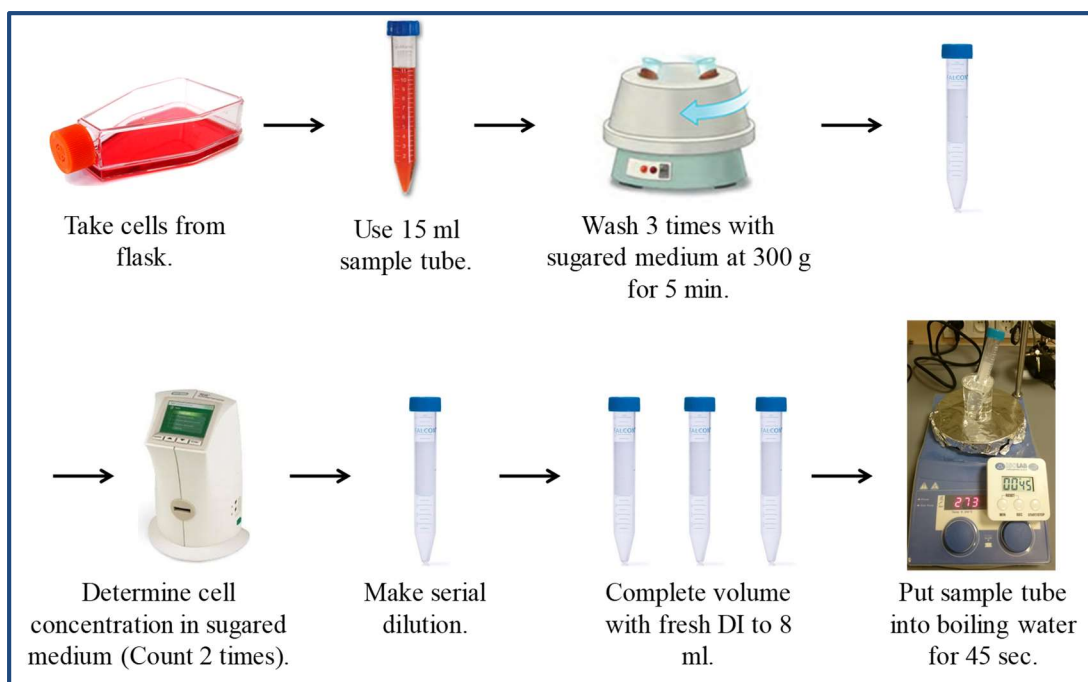 Take cells from
flask.
Use 15 ml
sample tube.
Wash 3 times with
sugared medium at 300 g
for 5 min.
Determine cell
concentration in sugared
medium (Count 2 times).
Make serial
dilution.
Complete volume
with fresh DI to 8
ml.
273
0045
Put sample tube
into boiling water
for 45 sec.